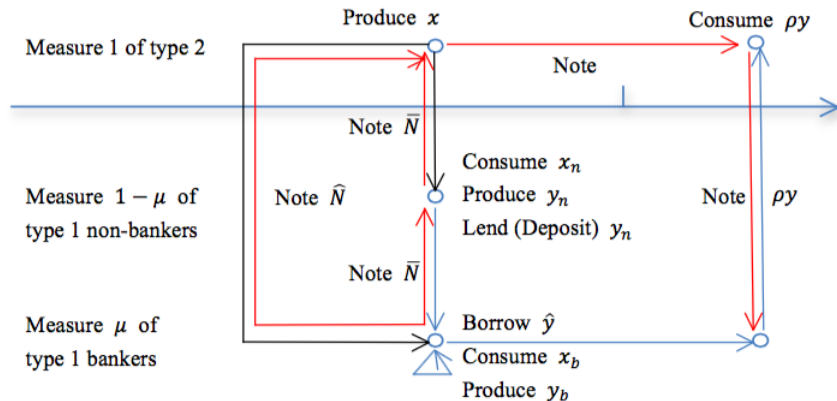 Produce x
Consume ρy
Measure 1 of type 2
Note
Note N̅
Consume xₙ
Measure 1 − μ of
type 1 non-bankers
Note N̂
Produce yₙ
Note
ρy
Lend (Deposit) yₙ
Note N̅
Measure μ of
type 1 bankers
Borrow ŷ
Consume x_b
Produce y_b